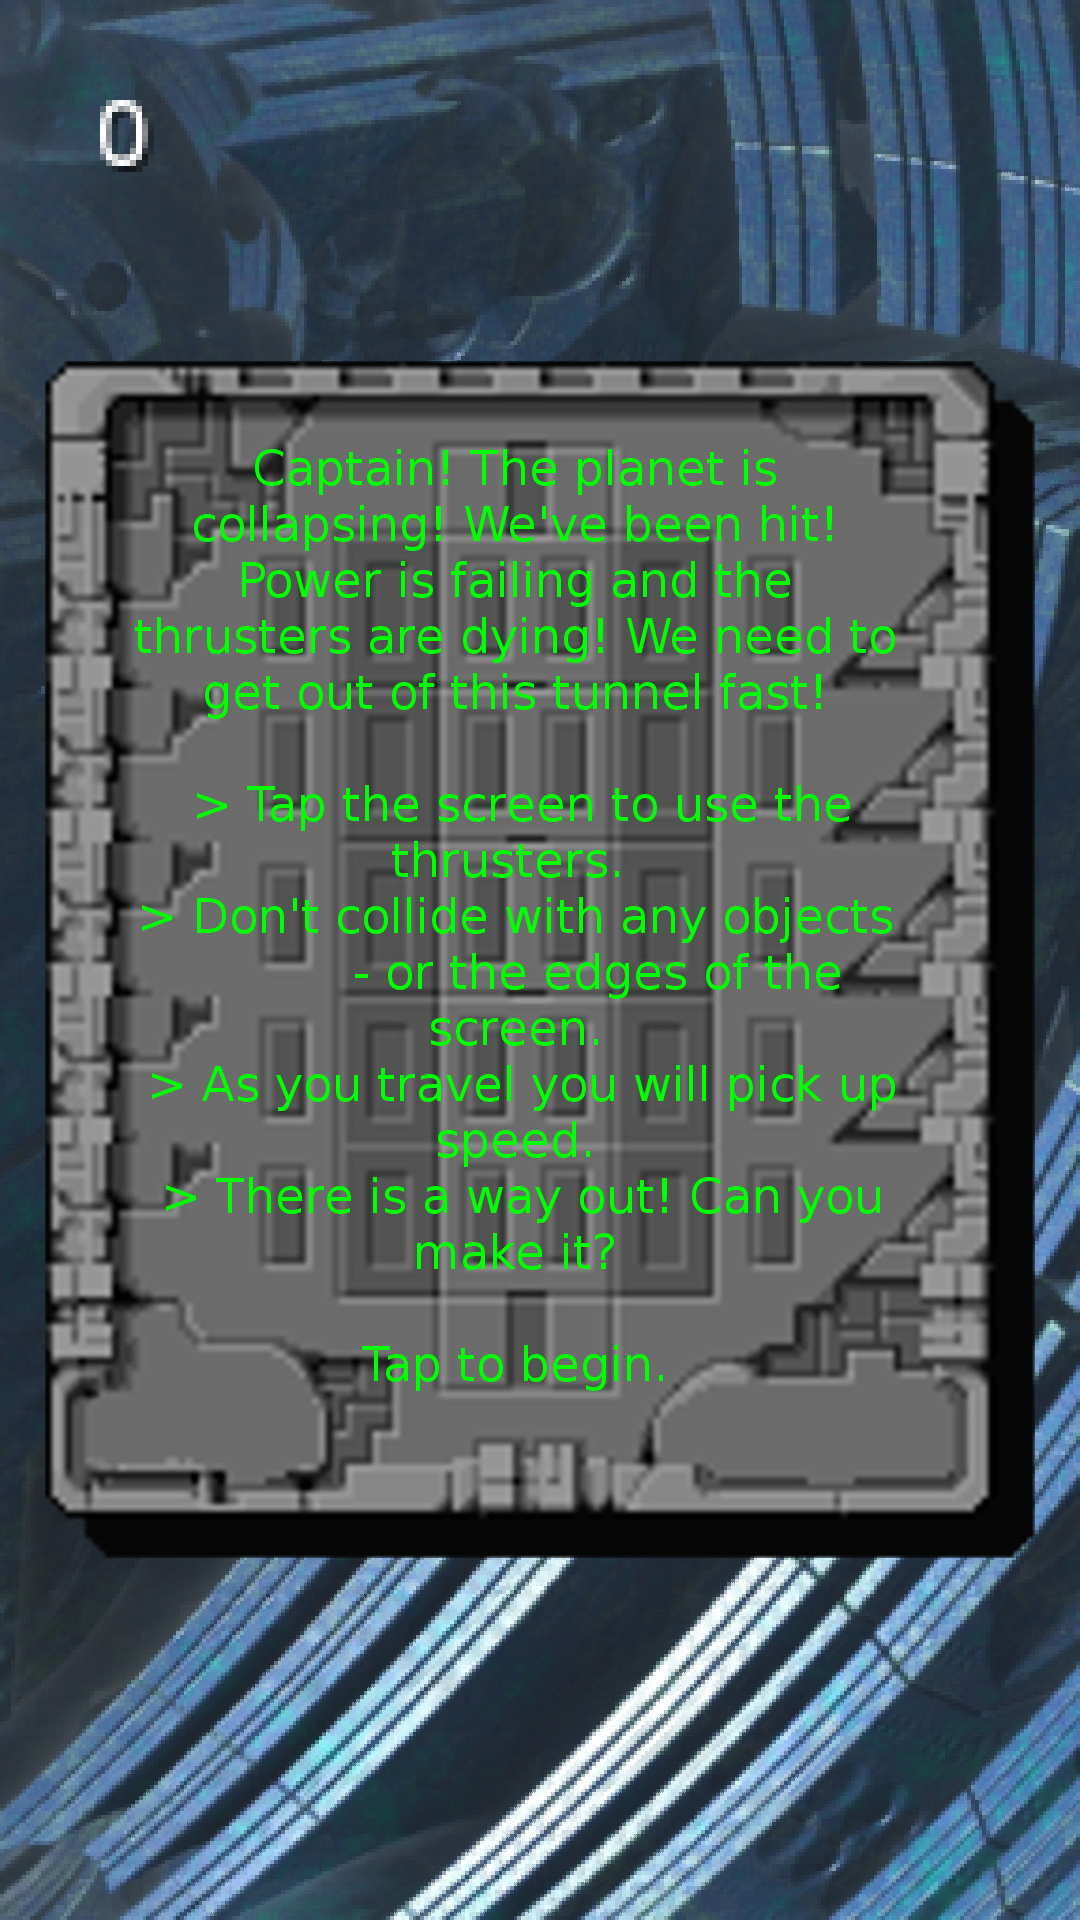 0
Captain! The planet is
collapsing! We've been hit!
Power is failing and the
thrusters are dying! We need to
get out of this tunnel fast!
> Tap the screen to use the
thrusters.
> Don't collide with any objects
- or the edges of the
screen.
> As you travel you will pick up
speed.
> There is a way out! Can you
make it?
Tap to begin.